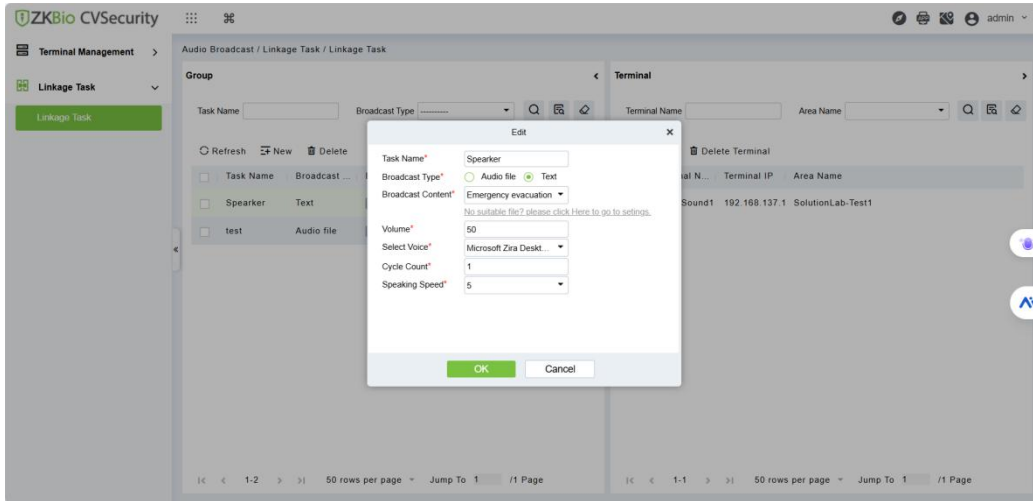 ZKBio CVSecurity
admin
Terminal Management
Linkage Task
Linkage Task
Audio Broadcast / Linkage Task / Linkage Task
Group
Task Name
Broadcast Type ----------
Refresh New Delete
Task Name Broadcast ...
Spearker Text
test Audio file
1-2 50 rows per page Jump To 1 /1 Page
Terminal
Terminal Name Area Name
Delete Terminal
Terminal IP Area Name
Sound1 192.168.137.1 SolutionLab-Test1
1-1 50 rows per page Jump To 1 /1 Page
Edit
Task Name* Spearker
Broadcast Type* Audio file Text
Broadcast Content* Emergency evacuation
No suitable file? please click Here to go to setings.
Volume* 50
Select Voice* Microsoft Zira Deskt...
Cycle Count* 1
Speaking Speed* 5
OK Cancel